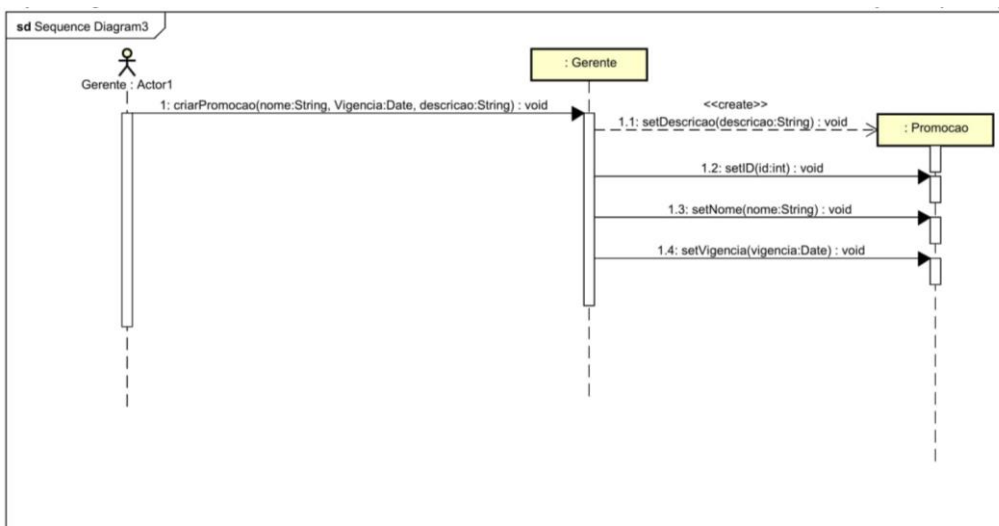 sd Sequence Diagram3
Gerente : Actor1
: Gerente
1: criarPromocao(nome:String, Vigencia:Date, descricao:String) : void
<<create>>
1.1: setDescricao(descricao:String) : void
: Promocao
1.2: setID(id:int) : void
1.3: setNome(nome:String) : void
1.4: setVigencia(vigencia:Date) : void